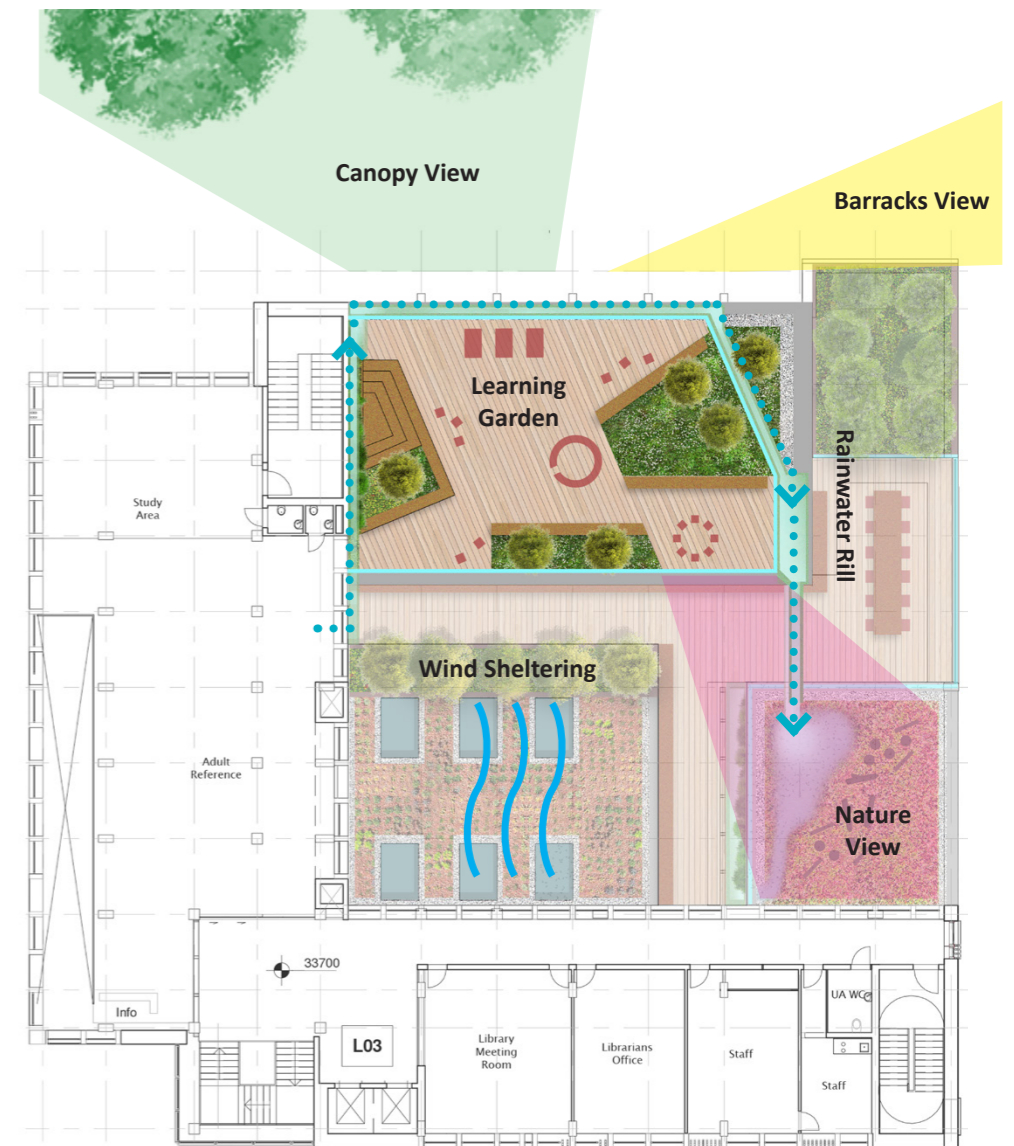 Canopy View
Barracks View
Learning
Garden
Rainwater Rill
Study
Area
Wind Sheltering
Adult
Reference
Nature
View
33700
Info
L03
Library
Meeting
Room
Librarians
Office
Staff
UA WC
Staff